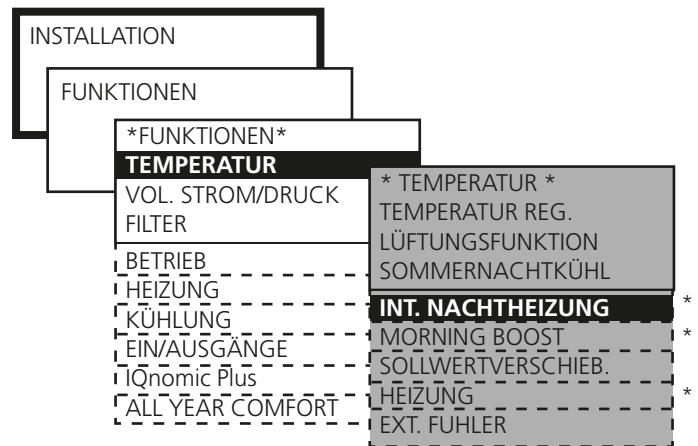 INSTALLATION
FUNKTIONEN
*FUNKTIONEN*
TEMPERATUR
VOL. STROM/DRUCK
FILTER
BETRIEB
HEIZUNG
KÜHLUNG
EIN/AUSGÄNGE
IQnomic Plus
ALL YEAR COMFORT
* TEMPERATUR *
TEMPERATUR REG.
LÜFTUNGSFUNKTION
SOMMERNACHTKÜHL
INT. NACHTHEIZUNG *
MORNING BOOST *
SOLLWERTVERSCHIEB.
HEIZUNG *
EXT. FUHLER